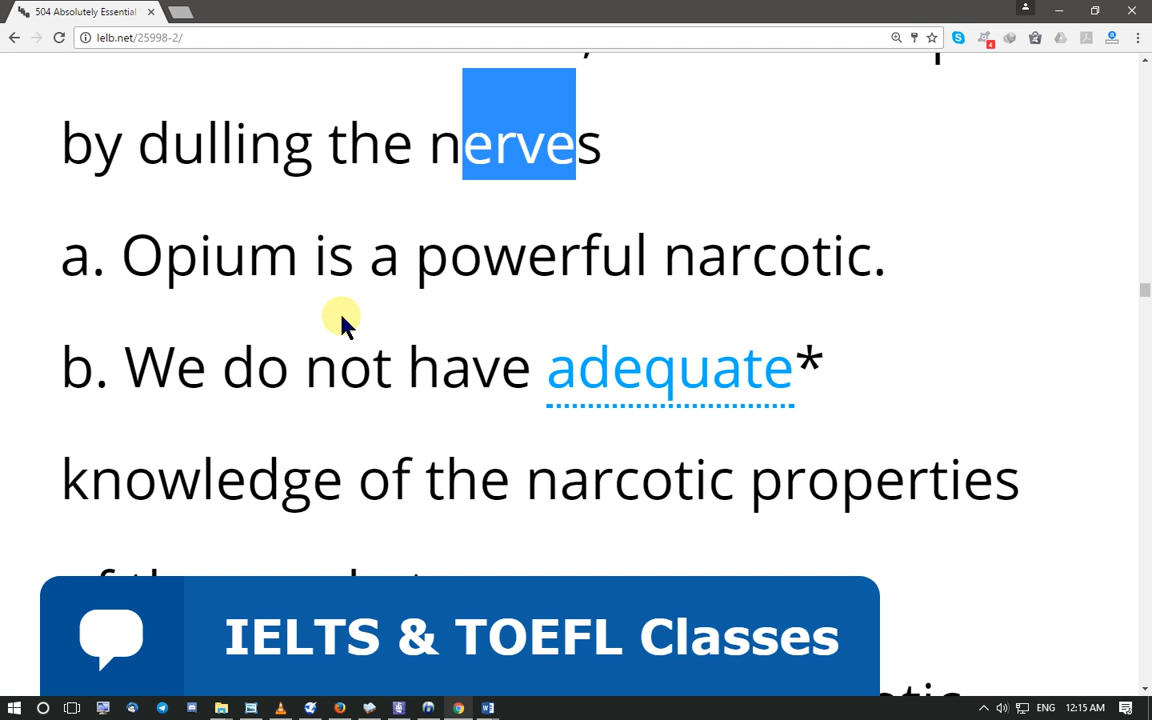 504 Absolutely Essential
lelb.net/25998-2/
by dulling the nerves
a. Opium is a powerful narcotic.
b. We do not have adequate*
knowledge of the narcotic properties
IELTS & TOEFL Classes
ENG 12:15 AM